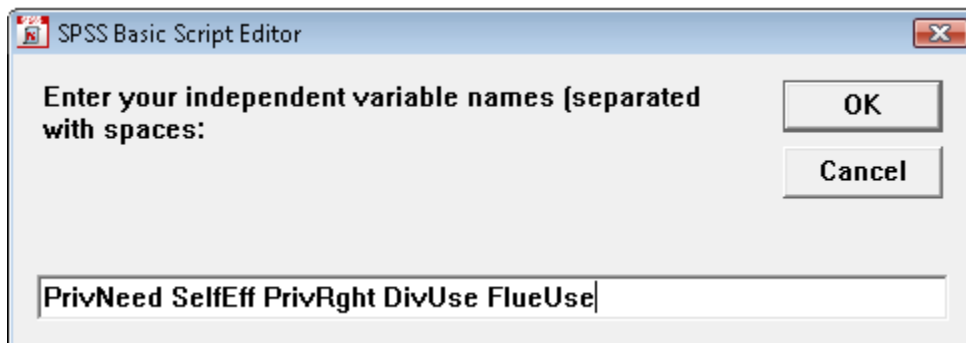 SPSS Basic Script Editor
Enter your independent variable names (separated
with spaces:
OK
Cancel
PrivNeed SelfEff PrivRght DivUse FlueUse